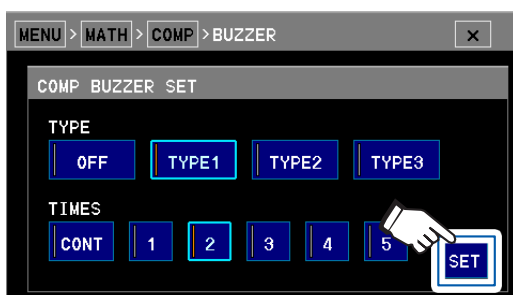 MENU > MATH > COMP > BUZZER ×
COMP BUZZER SET
TYPE
OFF TYPE1 TYPE2 TYPE3
TIMES
CONT 1 2 3 4 5
SET